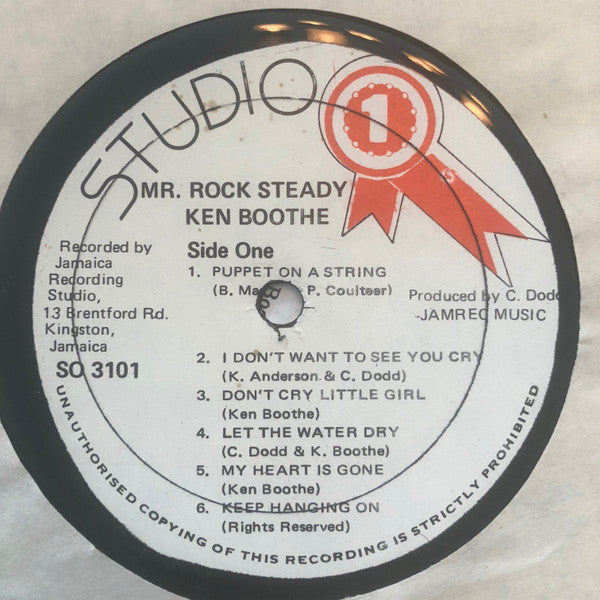 STUDIO
1
MR. ROCK STEADY
KEN BOOTHE
Side One
Recorded by
Jamaica
Recording
Studio,
13 Brentford Rd.
Kingston,
Jamaica
SO 3101
Produced by C. Dodd
-JAMREC MUSIC
1. PUPPET ON A STRING
(B. P. Coulteer)
2. I DON'T WANT TO SEE YOU CRY
(K. Anderson & C. Dodd)
3. DON'T CRY LITTLE GIRL
(Ken Boothe)
4. LET THE WATER DRY
(C. Dodd & K. Boothe)
5. MY HEART IS GONE
(Ken Boothe)
6. KEEP HANGING ON
(Rights Reserved)
UNAUTHORISED COPYING OF THIS RECORDING IS STRICTLY PROHIBITED